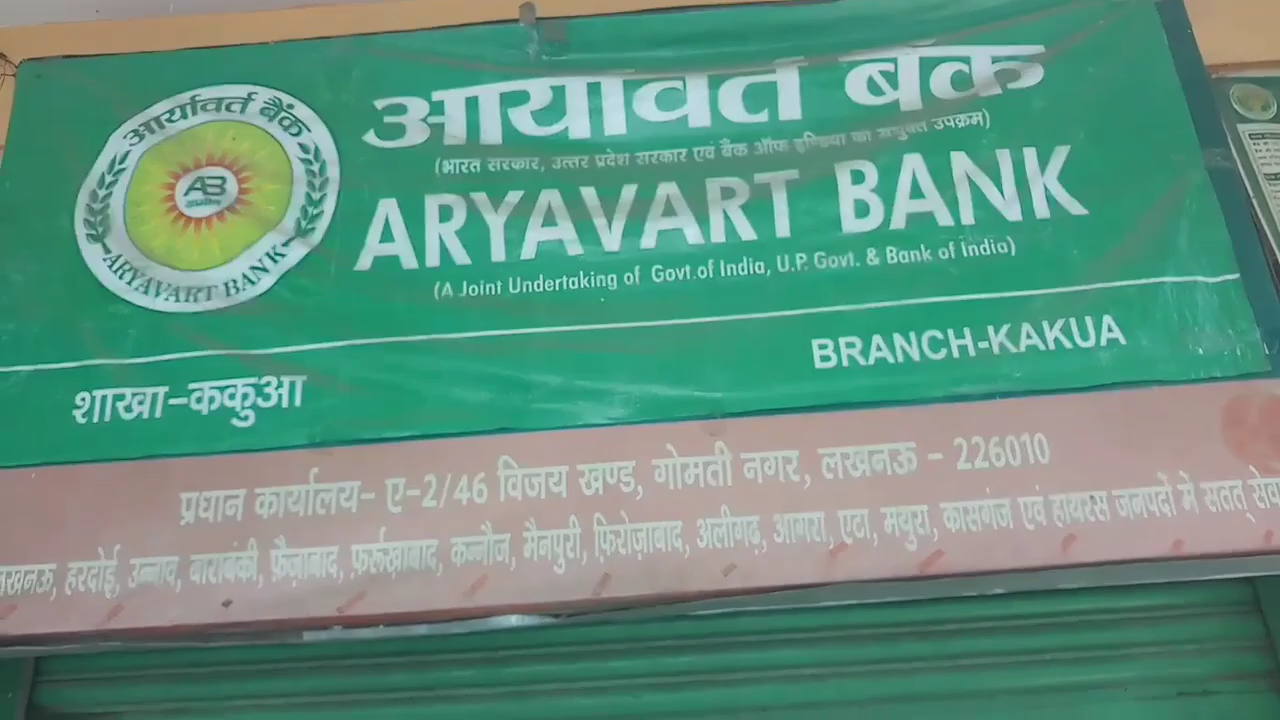 आर्यावर्त बैंक
AB
ARYAVART BANK
आर्यावर्त बैंक
(भारत सरकार, उत्तर प्रदेश सरकार एवं बैंक ऑफ इण्डिया का संयुक्त उपक्रम)
ARYAVART BANK
(A Joint Undertaking of Govt.of India, U.P. Govt. & Bank of India)
BRANCH-KAKUA
शाखा-ककुआ
प्रधान कार्यालय- ए-2/46 विजय खण्ड, गोमती नगर, लखनऊ - 226010
लखनऊ, हरदोई, उन्नाव, बाराबंकी, फ़ैज़ाबाद, फ़र्रूख़ाबाद, कन्नौज, मैनपुरी, फ़िरोज़ाबाद, अलीगढ़, आगरा, एटा, मथुरा, कासगंज एवं हाथरस जनपदों में सतत्